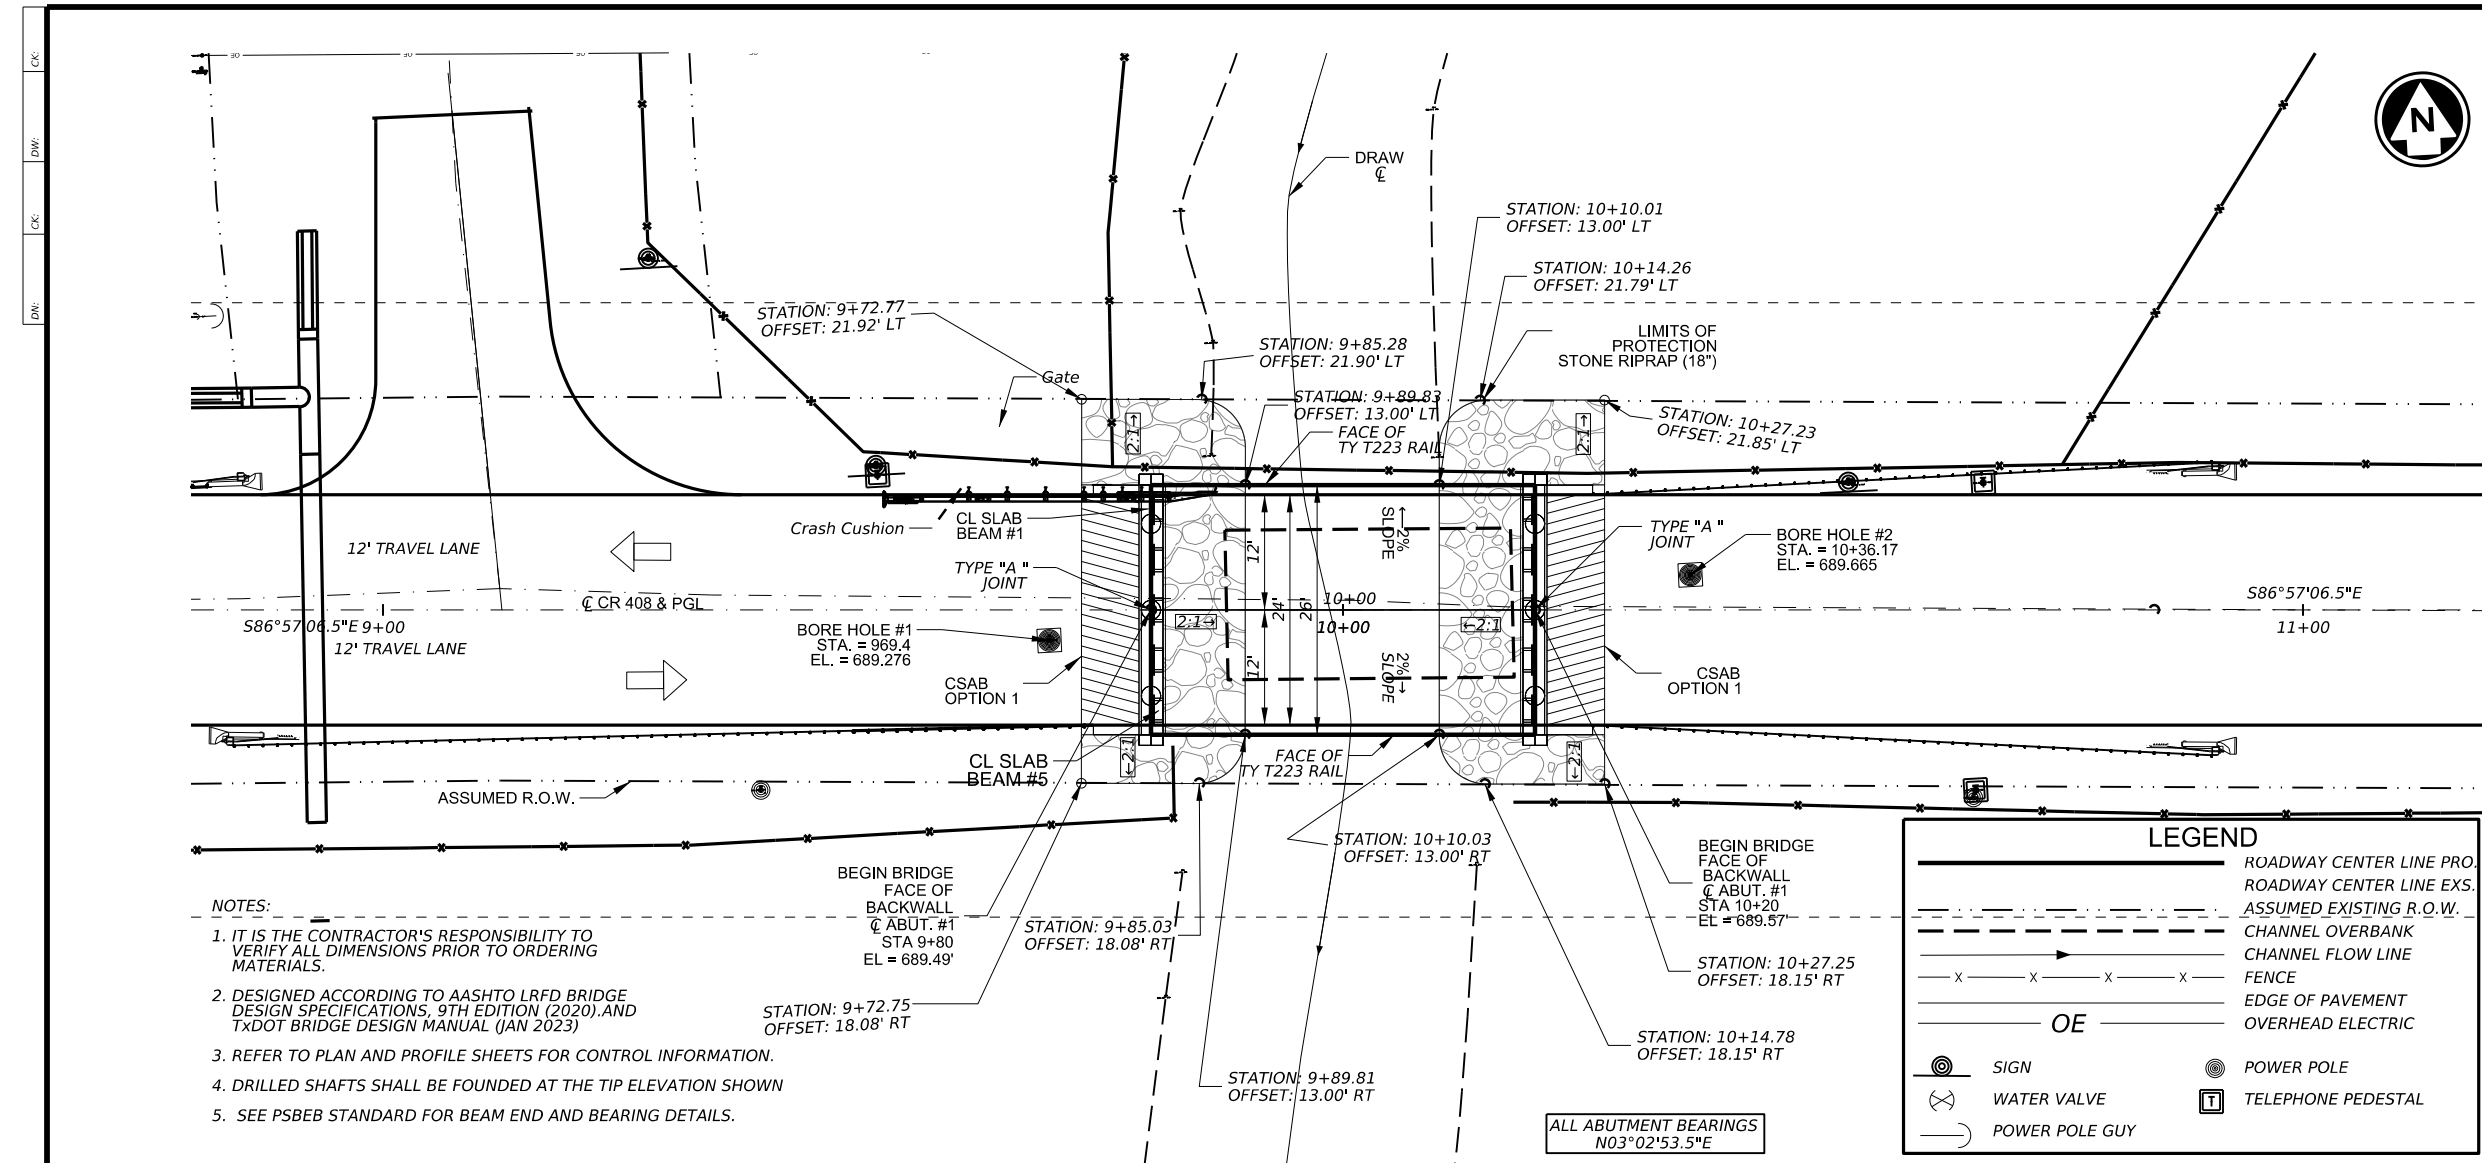 CK:
DW:
CK:
DN:
90
90
90
N
DRAW
℄
STATION: 10+10.01
OFFSET: 13.00' LT
STATION: 10+14.26
OFFSET: 21.79' LT
STATION: 9+72.77
OFFSET: 21.92' LT
LIMITS OF
PROTECTION
STONE RIPRAP (18")
STATION: 9+85.28
OFFSET: 21.90' LT
Gate
STATION: 9+89.83
OFFSET: 13.00' LT
FACE OF
TY T223 RAIL
STATION: 10+27.23
OFFSET: 21.85' LT
2:1→
2:1→
Crash Cushion
CL SLAB
BEAM #1
12' TRAVEL LANE
TYPE "A "
JOINT
12'
24'
26'
12'
←2%
SLOPE
2%→
SLOPE
TYPE "A "
JOINT
BORE HOLE #2
STA. = 10+36.17
EL. = 689.665
℄ CR 408 & PGL
S86°57'06.5"E
9+00
12' TRAVEL LANE
10+00
10+00
S86°57'06.5"E
11+00
BORE HOLE #1
STA. = 969.4
EL. = 689.276
2:1→
←2:1
CSAB
OPTION 1
CSAB
OPTION 1
CL SLAB
BEAM #5
←2:1
←2:1
FACE OF
TY T223 RAIL
ASSUMED R.O.W.
STATION: 10+10.03
OFFSET: 13.00' RT
BEGIN BRIDGE
FACE OF
BACKWALL
℄ ABUT. #1
STA 9+80
EL = 689.49'
BEGIN BRIDGE
FACE OF
BACKWALL
℄ ABUT. #1
STA 10+20
EL = 689.57'
STATION: 9+85.03
OFFSET: 18.08' RT
STATION: 10+27.25
OFFSET: 18.15' RT
STATION: 9+72.75
OFFSET: 18.08' RT
STATION: 10+14.78
OFFSET: 18.15' RT
STATION: 9+89.81
OFFSET: 13.00' RT
NOTES:
1. IT IS THE CONTRACTOR'S RESPONSIBILITY TO
VERIFY ALL DIMENSIONS PRIOR TO ORDERING
MATERIALS.
2. DESIGNED ACCORDING TO AASHTO LRFD BRIDGE
DESIGN SPECIFICATIONS, 9TH EDITION (2020).AND
TxDOT BRIDGE DESIGN MANUAL (JAN 2023)
3. REFER TO PLAN AND PROFILE SHEETS FOR CONTROL INFORMATION.
4. DRILLED SHAFTS SHALL BE FOUNDED AT THE TIP ELEVATION SHOWN
5. SEE PSBEB STANDARD FOR BEAM END AND BEARING DETAILS.
ALL ABUTMENT BEARINGS
N03°02'53.5"E
LEGEND
ROADWAY CENTER LINE PRO.
ROADWAY CENTER LINE EXS.
ASSUMED EXISTING R.O.W.
CHANNEL OVERBANK
CHANNEL FLOW LINE
X X X X FENCE
EDGE OF PAVEMENT
OE OVERHEAD ELECTRIC
SIGN
POWER POLE
WATER VALVE
T TELEPHONE PEDESTAL
POWER POLE GUY